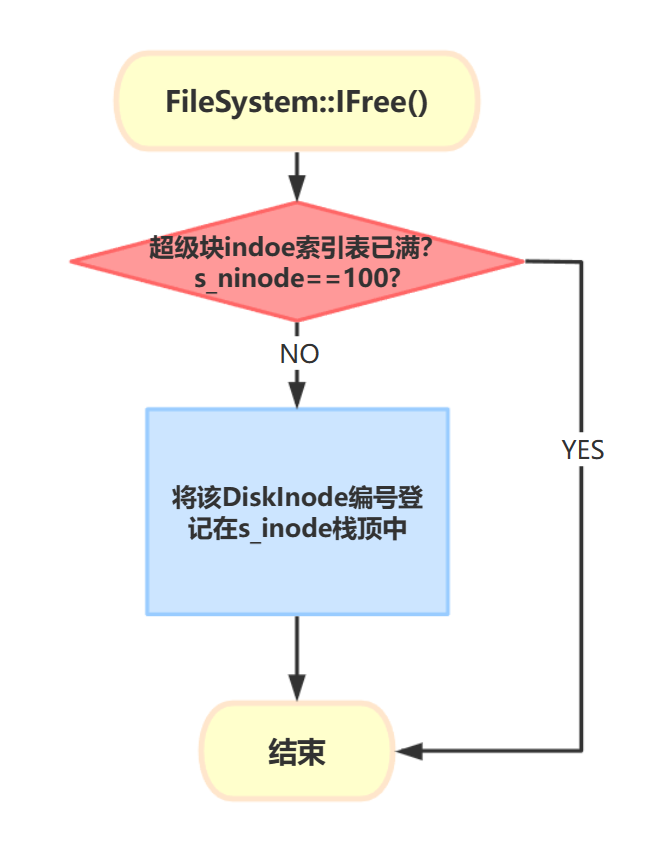 FileSystem::IFree()
超级块indoe索引表已满?
s_ninode==100?
NO
YES
将该DiskInode编号登
记在s_inode栈顶中
结束